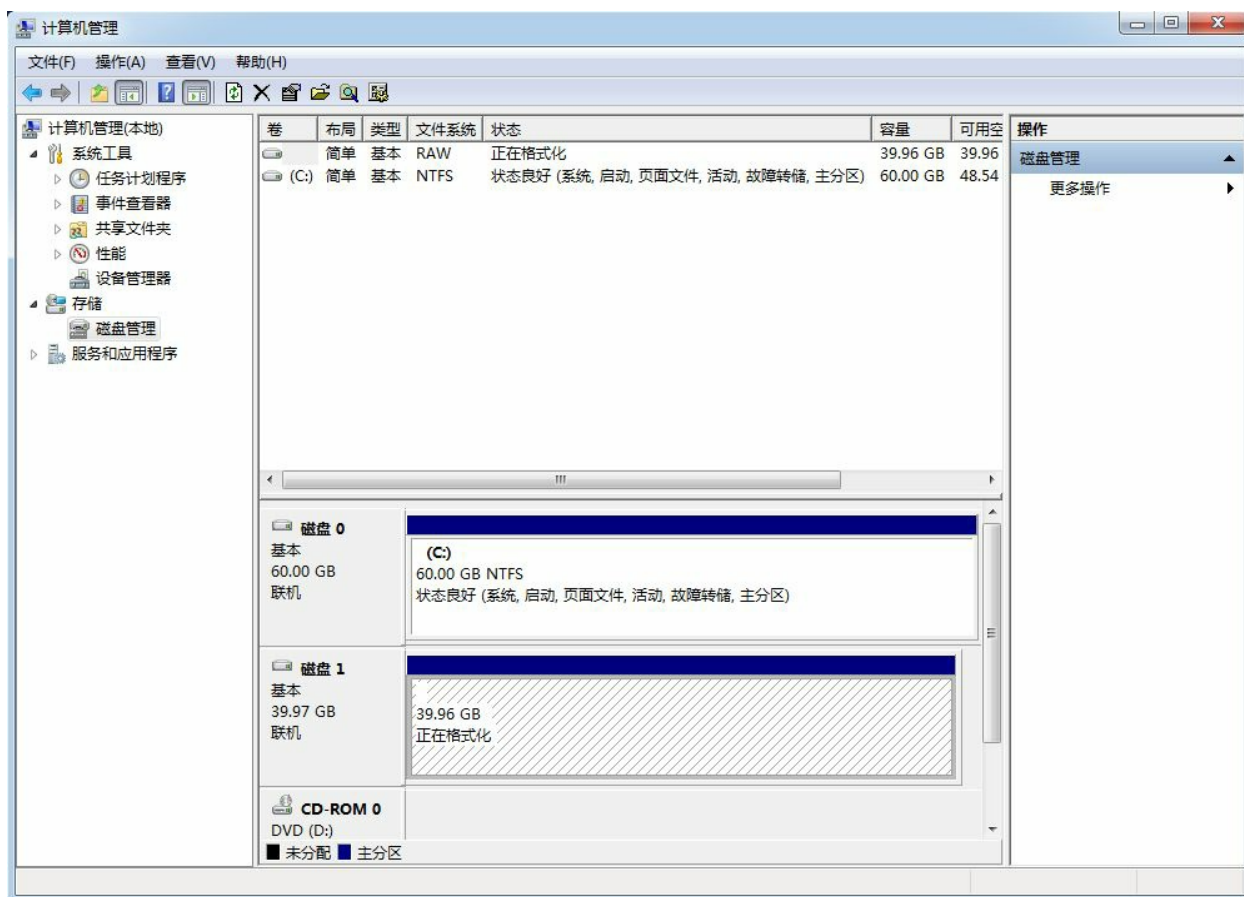 计算机管理
文件(F) 操作(A) 查看(V) 帮助(H)
计算机管理(本地)
系统工具
任务计划程序
事件查看器
共享文件夹
性能
设备管理器
存储
磁盘管理
服务和应用程序
卷 布局 类型 文件系统 状态 容量 可用空
简单 基本 RAW 正在格式化 39.96 GB 39.96
(C:) 简单 基本 NTFS 状态良好 (系统, 启动, 页面文件, 活动, 故障转储, 主分区) 60.00 GB 48.54
磁盘 0
基本
60.00 GB
联机
(C:)
60.00 GB NTFS
状态良好 (系统, 启动, 页面文件, 活动, 故障转储, 主分区)
磁盘 1
基本
39.97 GB
联机
39.96 GB
正在格式化
CD-ROM 0
DVD (D:)
未分配 主分区
操作
磁盘管理
更多操作